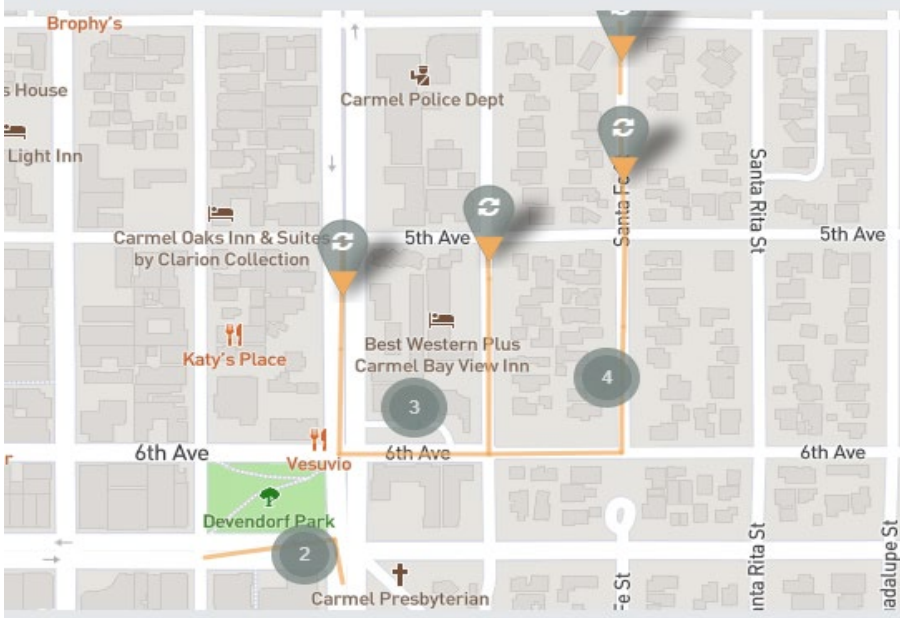 Brophy's
s House
Carmel Police Dept
Light Inn
Santa Rita St
Santa Fe
Carmel Oaks Inn & Suites
by Clarion Collection
5th Ave
5th Ave
Best Western Plus
Carmel Bay View Inn
Katy's Place
3
4
6th Ave
Vesuvio
6th Ave
6th Ave
r
Devendorf Park
2
Carmel Presbyterian
Fe St
nta Rita St
adalupe St